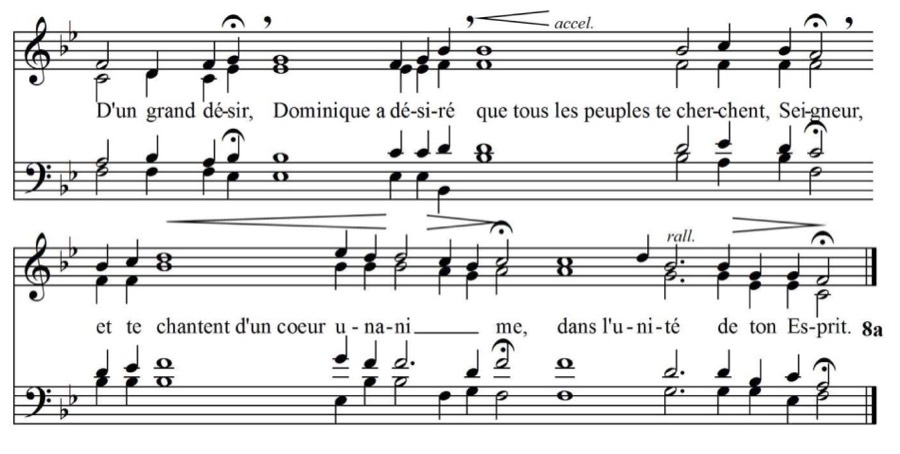 accel.
D'un grand dé-sir, Dominique a dé-si-ré que tous les peuples te cher-chent, Sei-gneur,
rall.
et te chantent d'un coeur u - na-ni me, dans l'u-ni-té de ton Es-prit. 8a